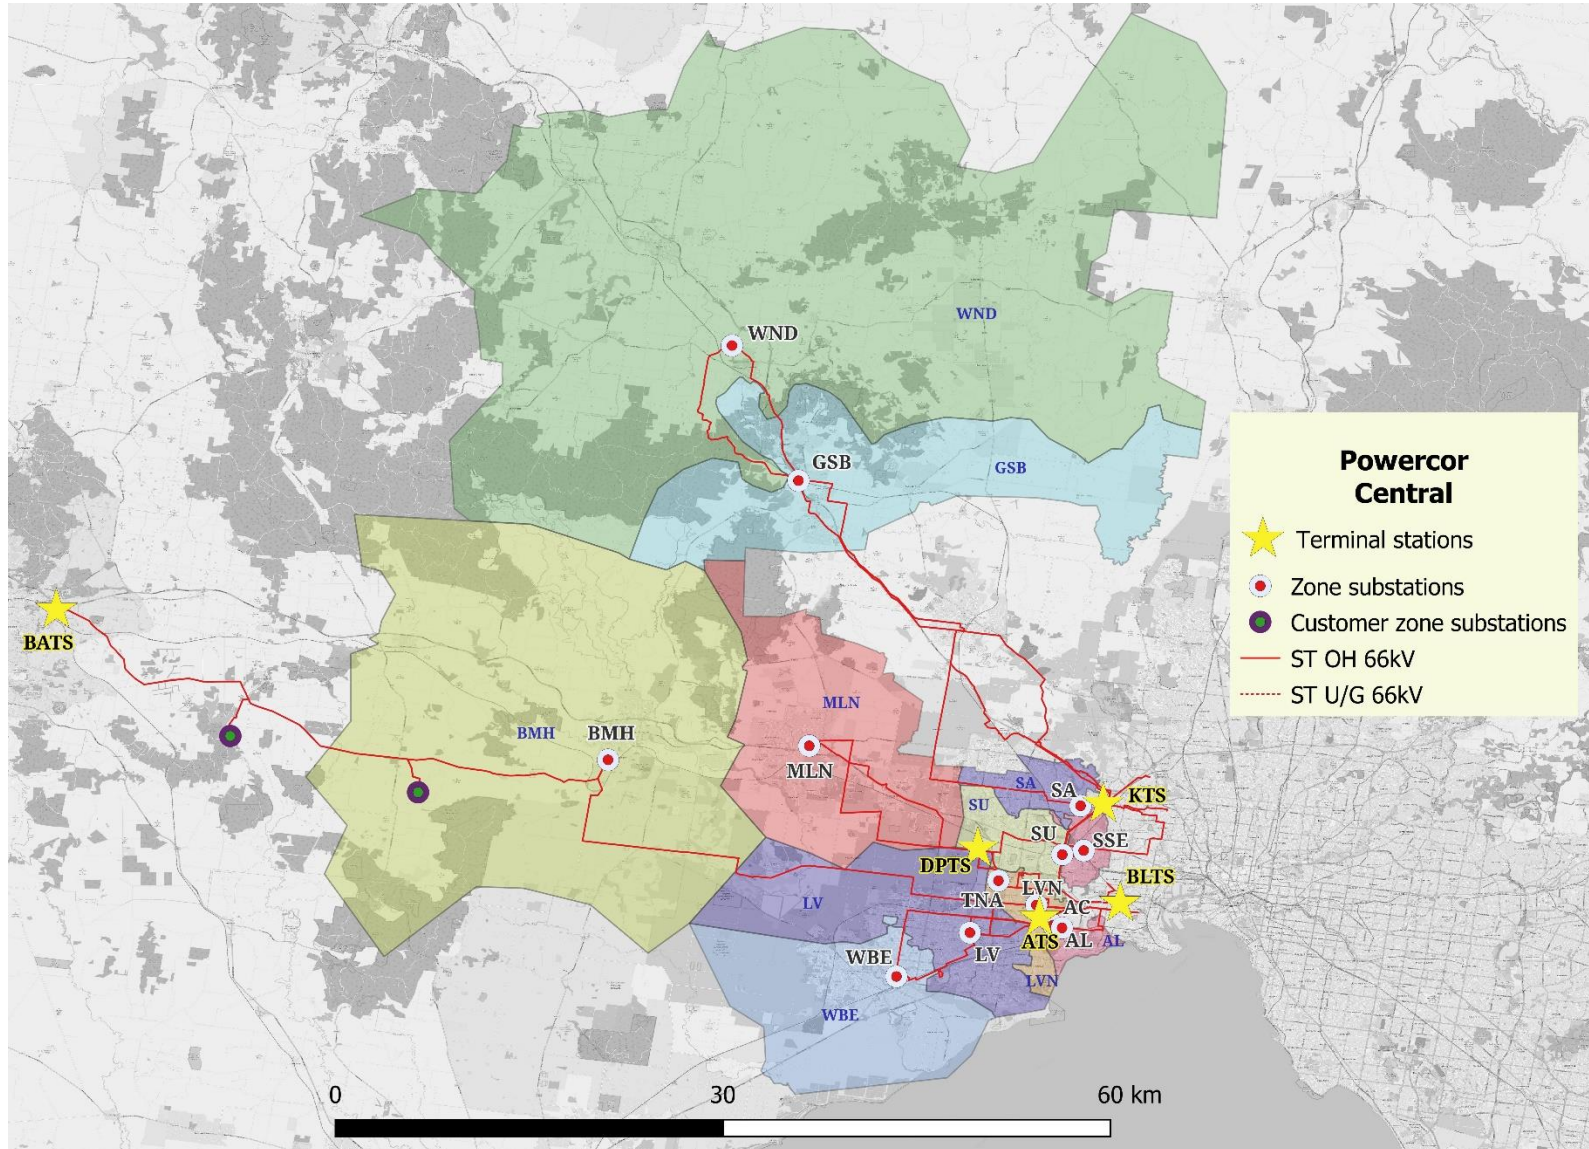 WND
WND
GSB
GSB
Powercor
Central
Terminal stations
Zone substations
Customer zone substations
ST OH 66kV
ST U/G 66kV
BATS
BMH
BMH
MLN
MLN
SA
SA
KTS
SU
SU
SSE
DPTS
BLTS
TNA
LVN
AC
LV
ATS
AL
AL
LV
WBE
LVN
WBE
0
30
60 km